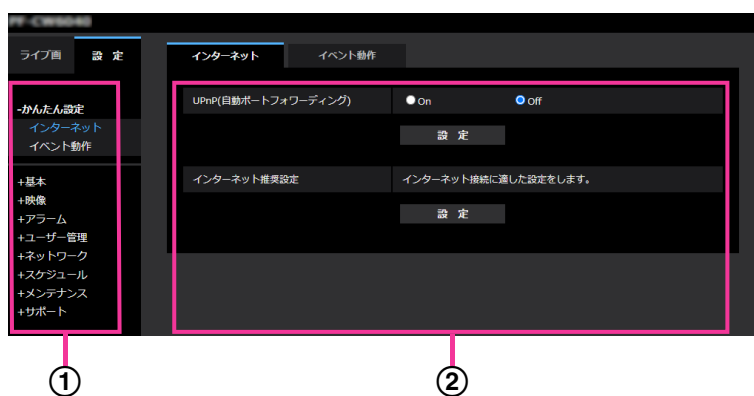 ライブ画 設定
インターネット イベント動作
-かんたん設定
インターネット
イベント動作
+基本
+映像
+アラーム
+ユーザー管理
+ネットワーク
+スケジュール
+メンテナンス
+サポート
UPnP(自動ポートフォワーディング) On Off
設定
インターネット推奨設定 インターネット接続に適した設定をします。
設定
① ②